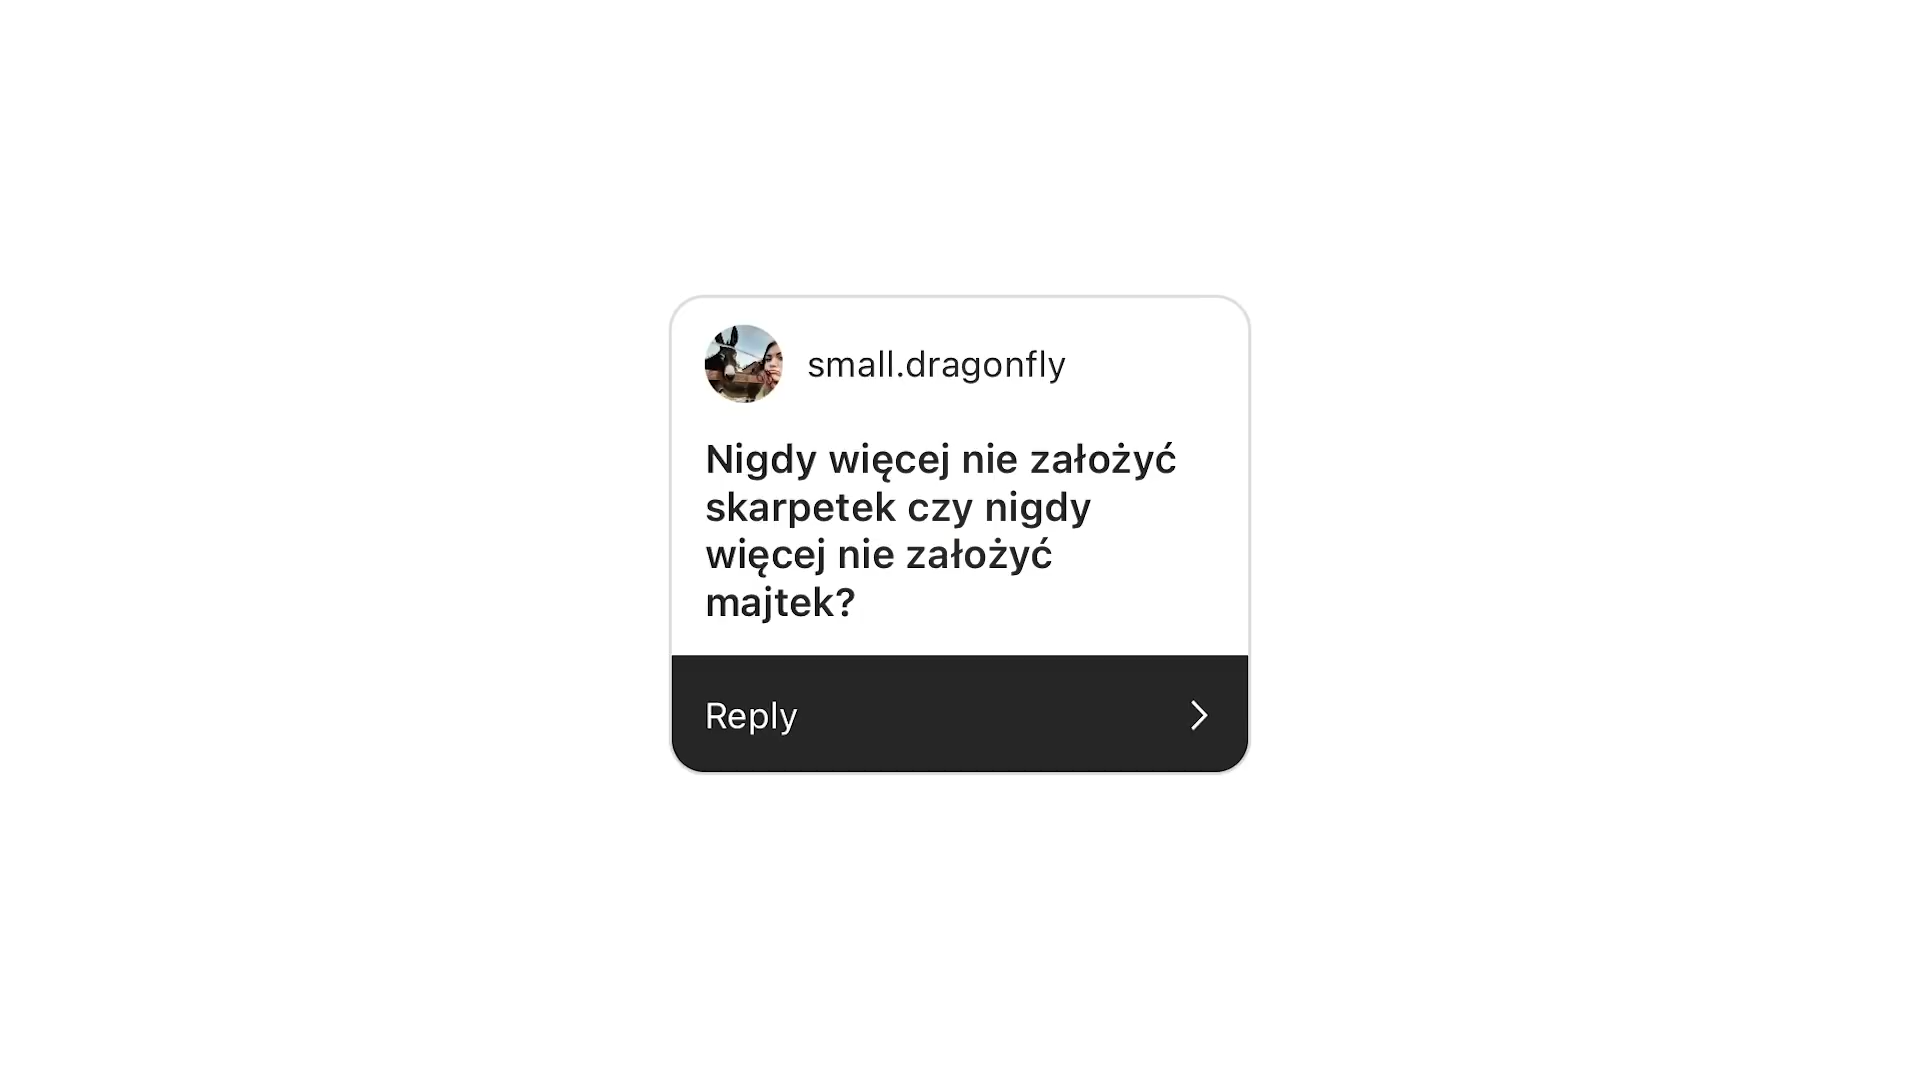 small.dragonfly
Nigdy więcej nie założyć
skarpetek czy nigdy
więcej nie założyć
majtek?
Reply